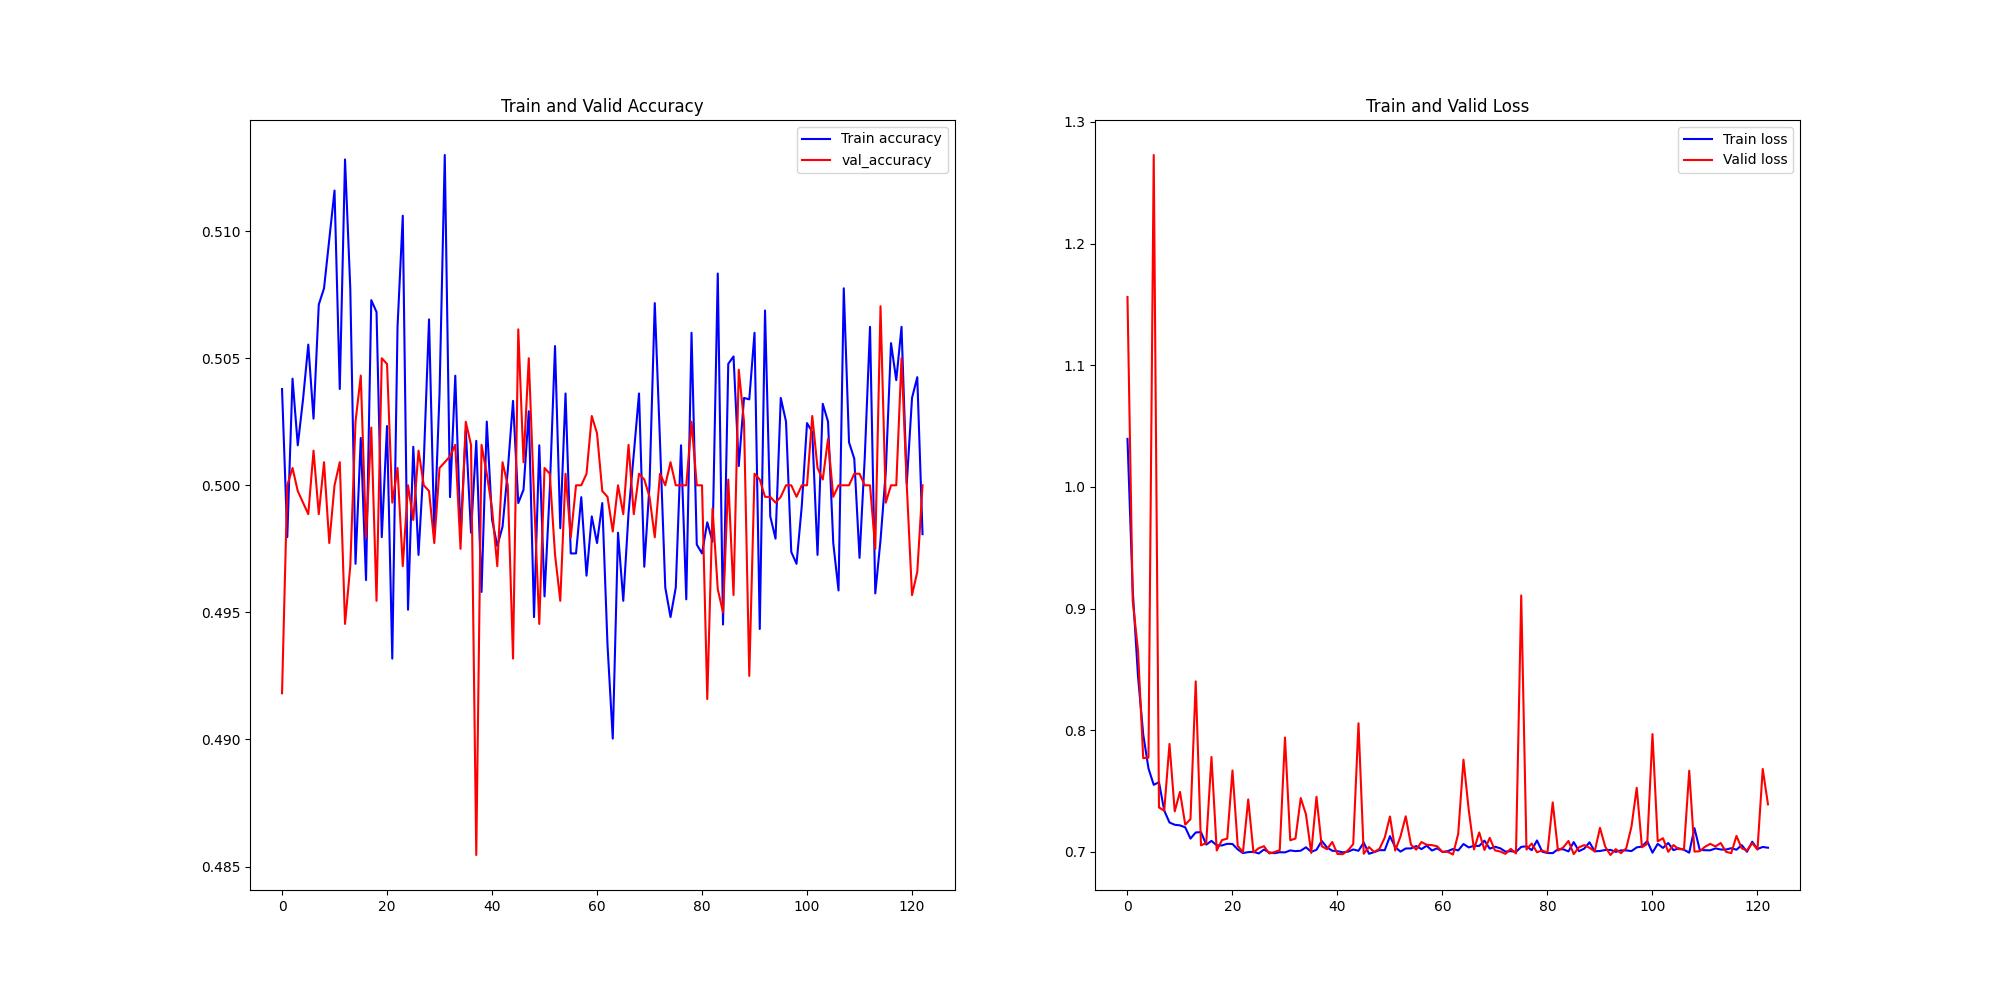 Train and Valid Accuracy
Train accuracy
val_accuracy
0.510
0.505
0.500
0.495
0.490
0.485
0 20 40 60 80 100 120
Train and Valid Loss
Train loss
Valid loss
1.3
1.2
1.1
1.0
0.9
0.8
0.7
0 20 40 60 80 100 120